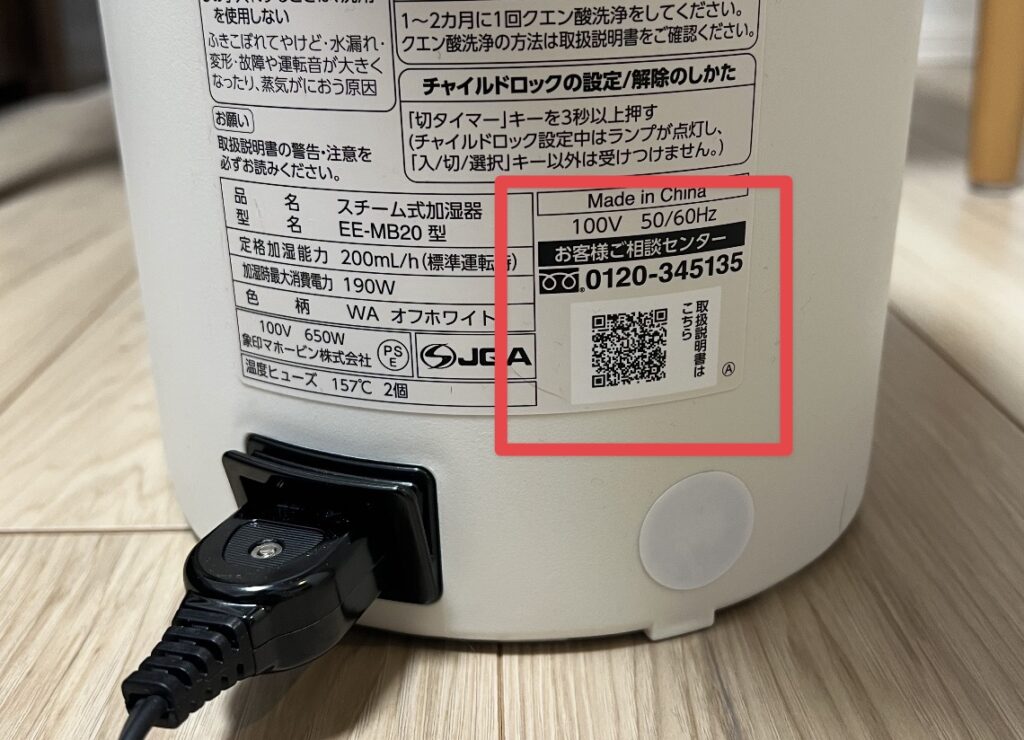 を使用しない
ふきこぼれてやけど・水漏れ・
変形・故障や運転音が大きく
なったり、蒸気がにおう原因
お願い
取扱説明書の警告・注意を
必ずお読みください。
1〜2カ月に1回クエン酸洗浄をしてください。
クエン酸洗浄の方法は取扱説明書をご確認ください。
チャイルドロックの設定/解除のしかた
「切タイマー」キーを3秒以上押す
(チャイルドロック設定中はランプが点灯し、
「入/切/選択」キー以外は受けつけません。)
品名 スチーム式加湿器
型名 EE-MB20 型
定格加湿能力 200mL/h(標準運転時)
加湿時最大消費電力 190W
色柄 WA オフホワイト
100V 650W
象印マホービン株式会社
PS
E
JQA
温度ヒューズ 157℃ 2個
Made in China
100V 50/60Hz
お客様ご相談センター
0120-345135
取扱説明書は
こちら
A